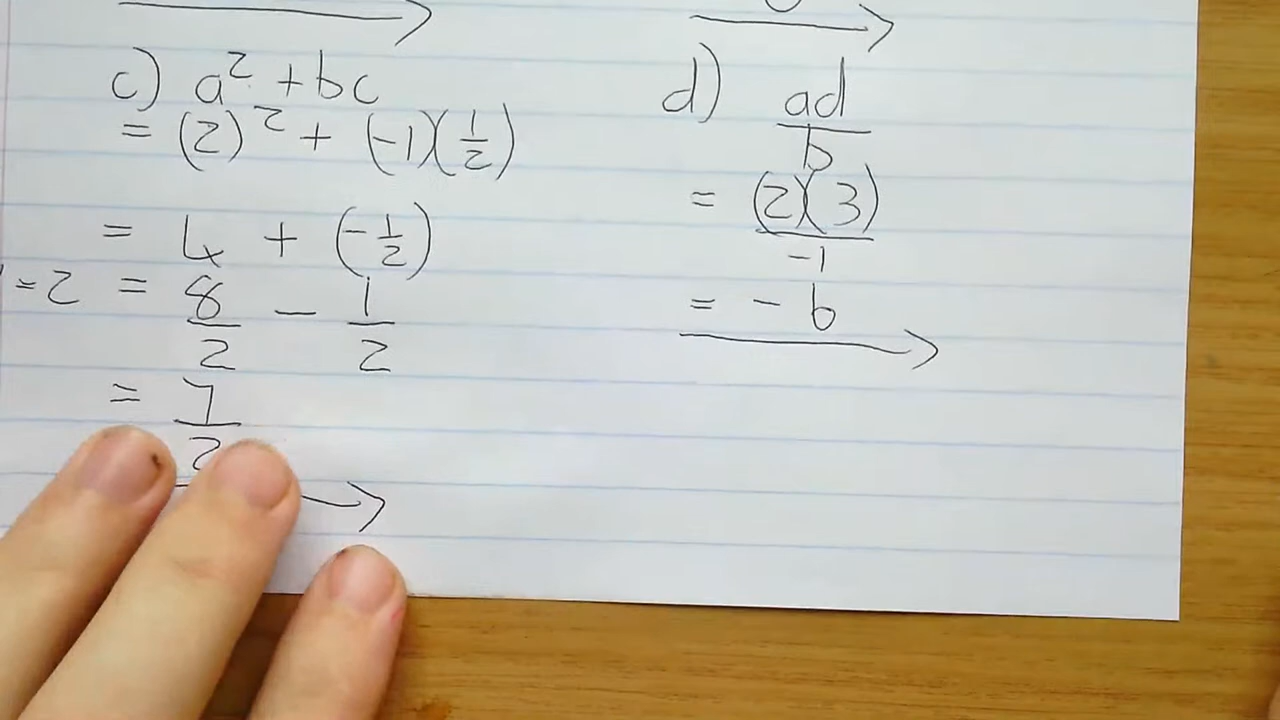 c) a² + bc
= (2)² + (-1)(1/2)
= 4 + (-1/2)
=2 = 8/2 - 1/2
= 7/2
d) ad/b
= (2)(3)/-1
= -6